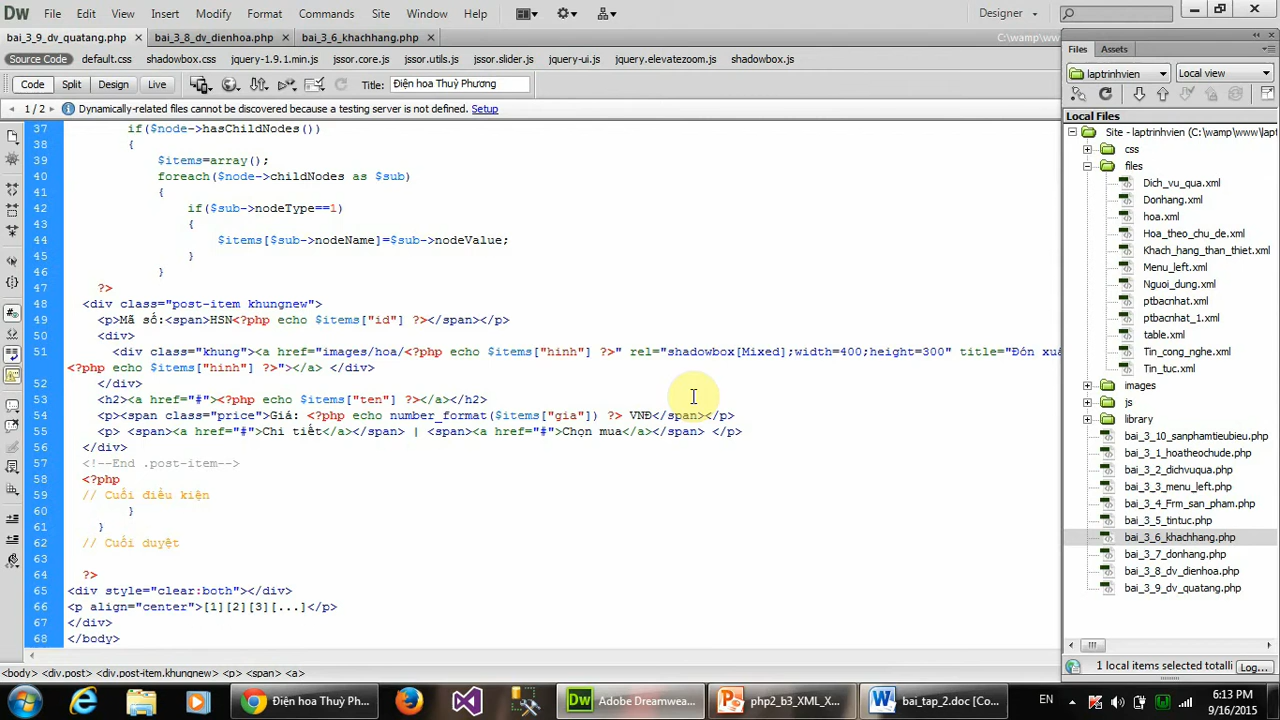 Dw File Edit View Insert Modify Format Commands Site Window Help Designer
bai_3_9_dv_quatang.php × bai_3_8_dv_dienhoa.php × bai_3_6_khachhang.php × C:\wamp\www
Source Code default.css shadowbox.css jquery-1.9.1.min.js jssor.core.js jssor.utils.js jssor.slider.js jquery-ui.js jquery.elevatezoom.js shadowbox.js
Code Split Design Live Title: Điện hoa Thuỳ Phương
1 / 2 Dynamically-related files cannot be discovered because a testing server is not defined. Setup
37 if($node->hasChildNodes())
38 {
39 $items=array();
40 foreach($node->childNodes as $sub)
41 {
42 if($sub->nodeType==1)
43 {
44 $items[$sub->nodeName]=$sub->nodeValue;
45 }
46 }
47 ?>
48 <div class="post-item khungnew">
49 <p>Mã số:<span>HSN<?php echo $items["id"] ?></span></p>
50 <div>
51 <div class="khung"><a href="images/hoa/<?php echo $items["hinh"] ?>" rel="shadowbox[Mixed];width=400;height=300" title="Đón xuâ
<?php echo $items["hinh"] ?>"></a> </div>
52 </div>
53 <h2><a href="#"><?php echo $items["ten"] ?></a></h2>
54 <p><span class="price">Giá: <?php echo number_format($items["gia"]) ?> VNĐ</span></p>
55 <p> <span><a href="#">Chi tiết</a></span> | <span><a href="#">Chọn mua</a></span> </p>
56 </div>
57 <!--End .post-item-->
58 <?php
59 // Cuối điều kiện
60 }
61 }
62 // Cuối duyệt
63
64 ?>
65 <div style="clear:both"></div>
66 <p align="center">[1][2][3][...]</p>
67 </div>
68 </body>
<body> <div.post> <div.post-item.khungnew> <p> <span> <a>
Files Assets
laptrinhvien Local view
Local Files
Site - laptrinhvien (C:\wamp\www\lapt
css
files
Dich_vu_qua.xml
Donhang.xml
hoa.xml
Hoa_theo_chu_de.xml
Khach_hang_than_thiet.xml
Menu_left.xml
Nguoi_dung.xml
ptbacnhat.xml
ptbacnhat_1.xml
table.xml
Tin_cong_nghe.xml
Tin_tuc.xml
images
js
library
bai_3_10_sanphamtieubieu.php
bai_3_1_hoatheochude.php
bai_3_2_dichvuqua.php
bai_3_3_menu_left.php
bai_3_4_Frm_san_pham.php
bai_3_5_tintuc.php
bai_3_6_khachhang.php
bai_3_7_donhang.php
bai_3_8_dv_dienhoa.php
bai_3_9_dv_quatang.php
1 local items selected totalli Log...
Điện hoa Thuỳ Ph... Adobe Dreamwea... php2_b3_XML_X... bai_tap_2.doc [Co... EN 6:13 PM
9/16/2015